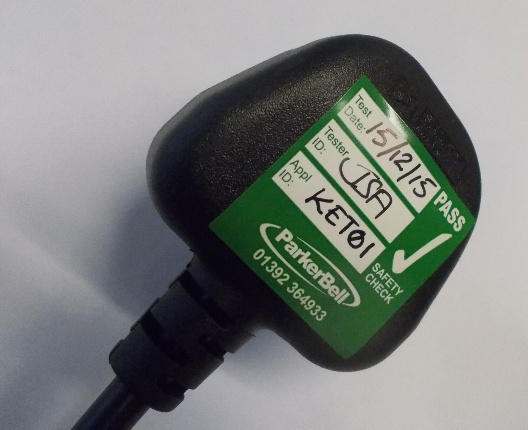 Test Date: 15/12/15
Tester ID: JSA
Appl ID: KET01
PASS
SAFETY CHECK
ParkerBell
01392 364933